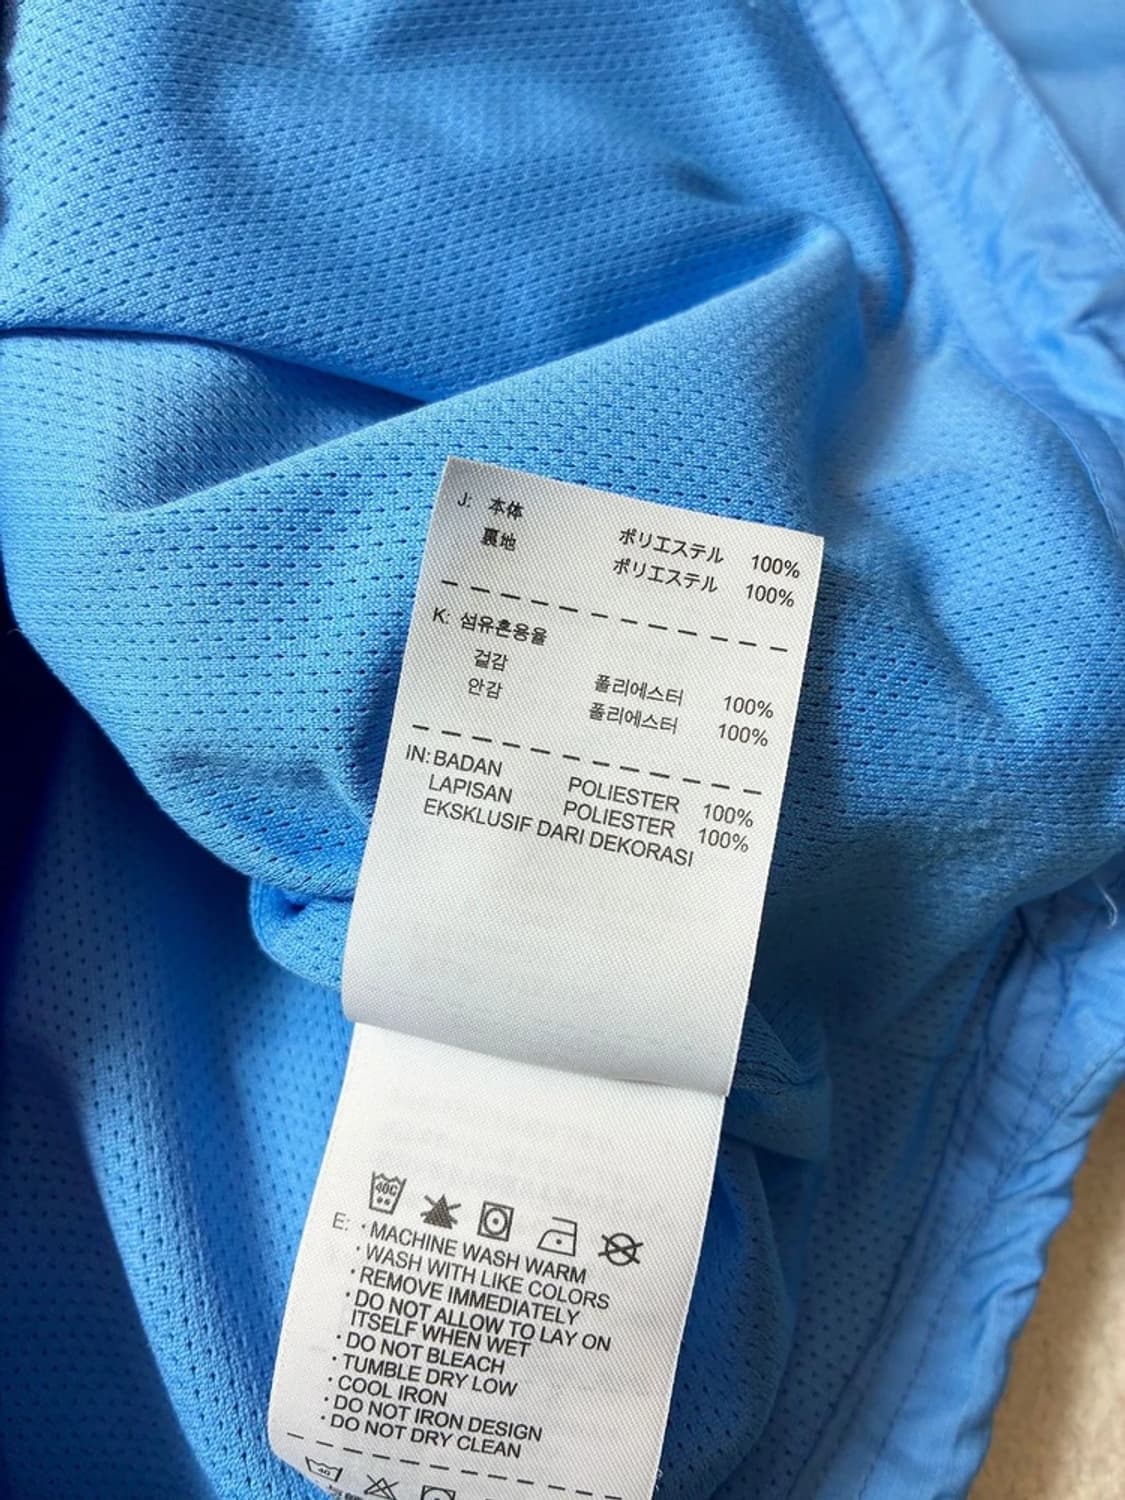 J: 本体 ポリエステル 100%
裏地 ポリエステル 100%
K: 섬유혼용율
겉감 폴리에스터 100%
안감 폴리에스터 100%
IN: BADAN POLIESTER 100%
LAPISAN POLIESTER 100%
EKSKLUSIF DARI DEKORASI
40C
E: · MACHINE WASH WARM
· WASH WITH LIKE COLORS
· REMOVE IMMEDIATELY
· DO NOT ALLOW TO LAY ON
ITSELF WHEN WET
· DO NOT BLEACH
· TUMBLE DRY LOW
· COOL IRON
· DO NOT IRON DESIGN
· DO NOT DRY CLEAN
40